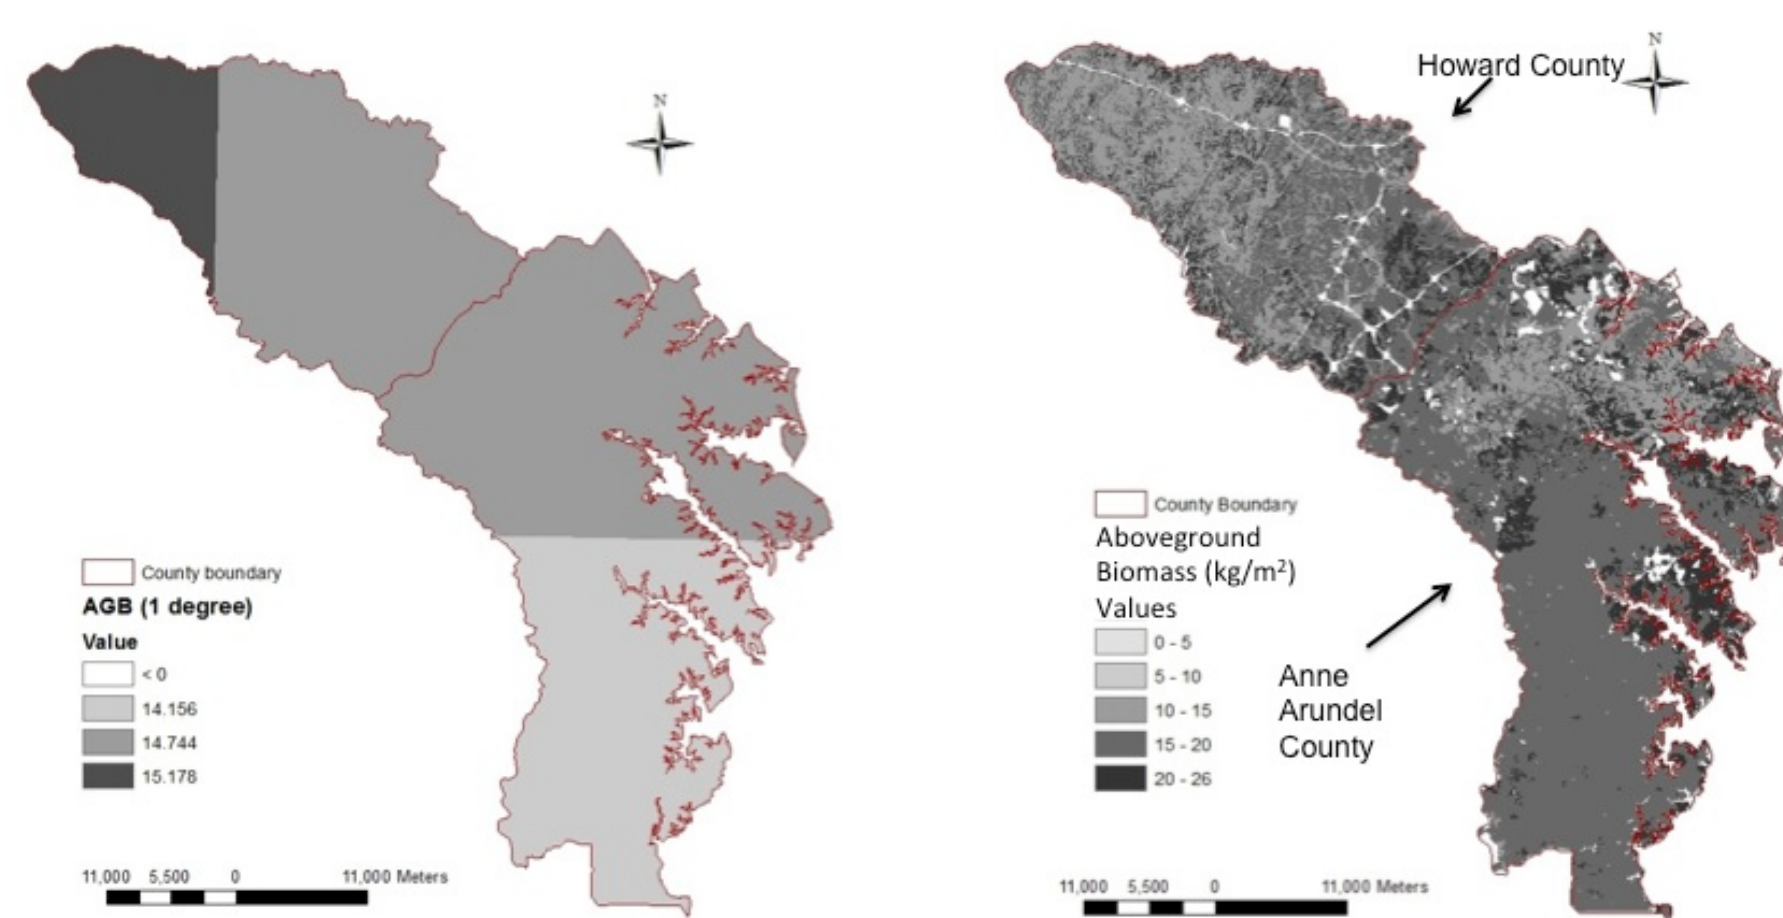 N
County boundary
AGB (1 degree)
Value
< 0
14.156
14.744
15.178
11,000 5,500 0 11,000 Meters
Howard County
N
County Boundary
Aboveground
Biomass (kg/m²)
Values
0 - 5
5 - 10
10 - 15
15 - 20
20 - 26
Anne
Arundel
County
11,000 5,500 0 11,000 Meters